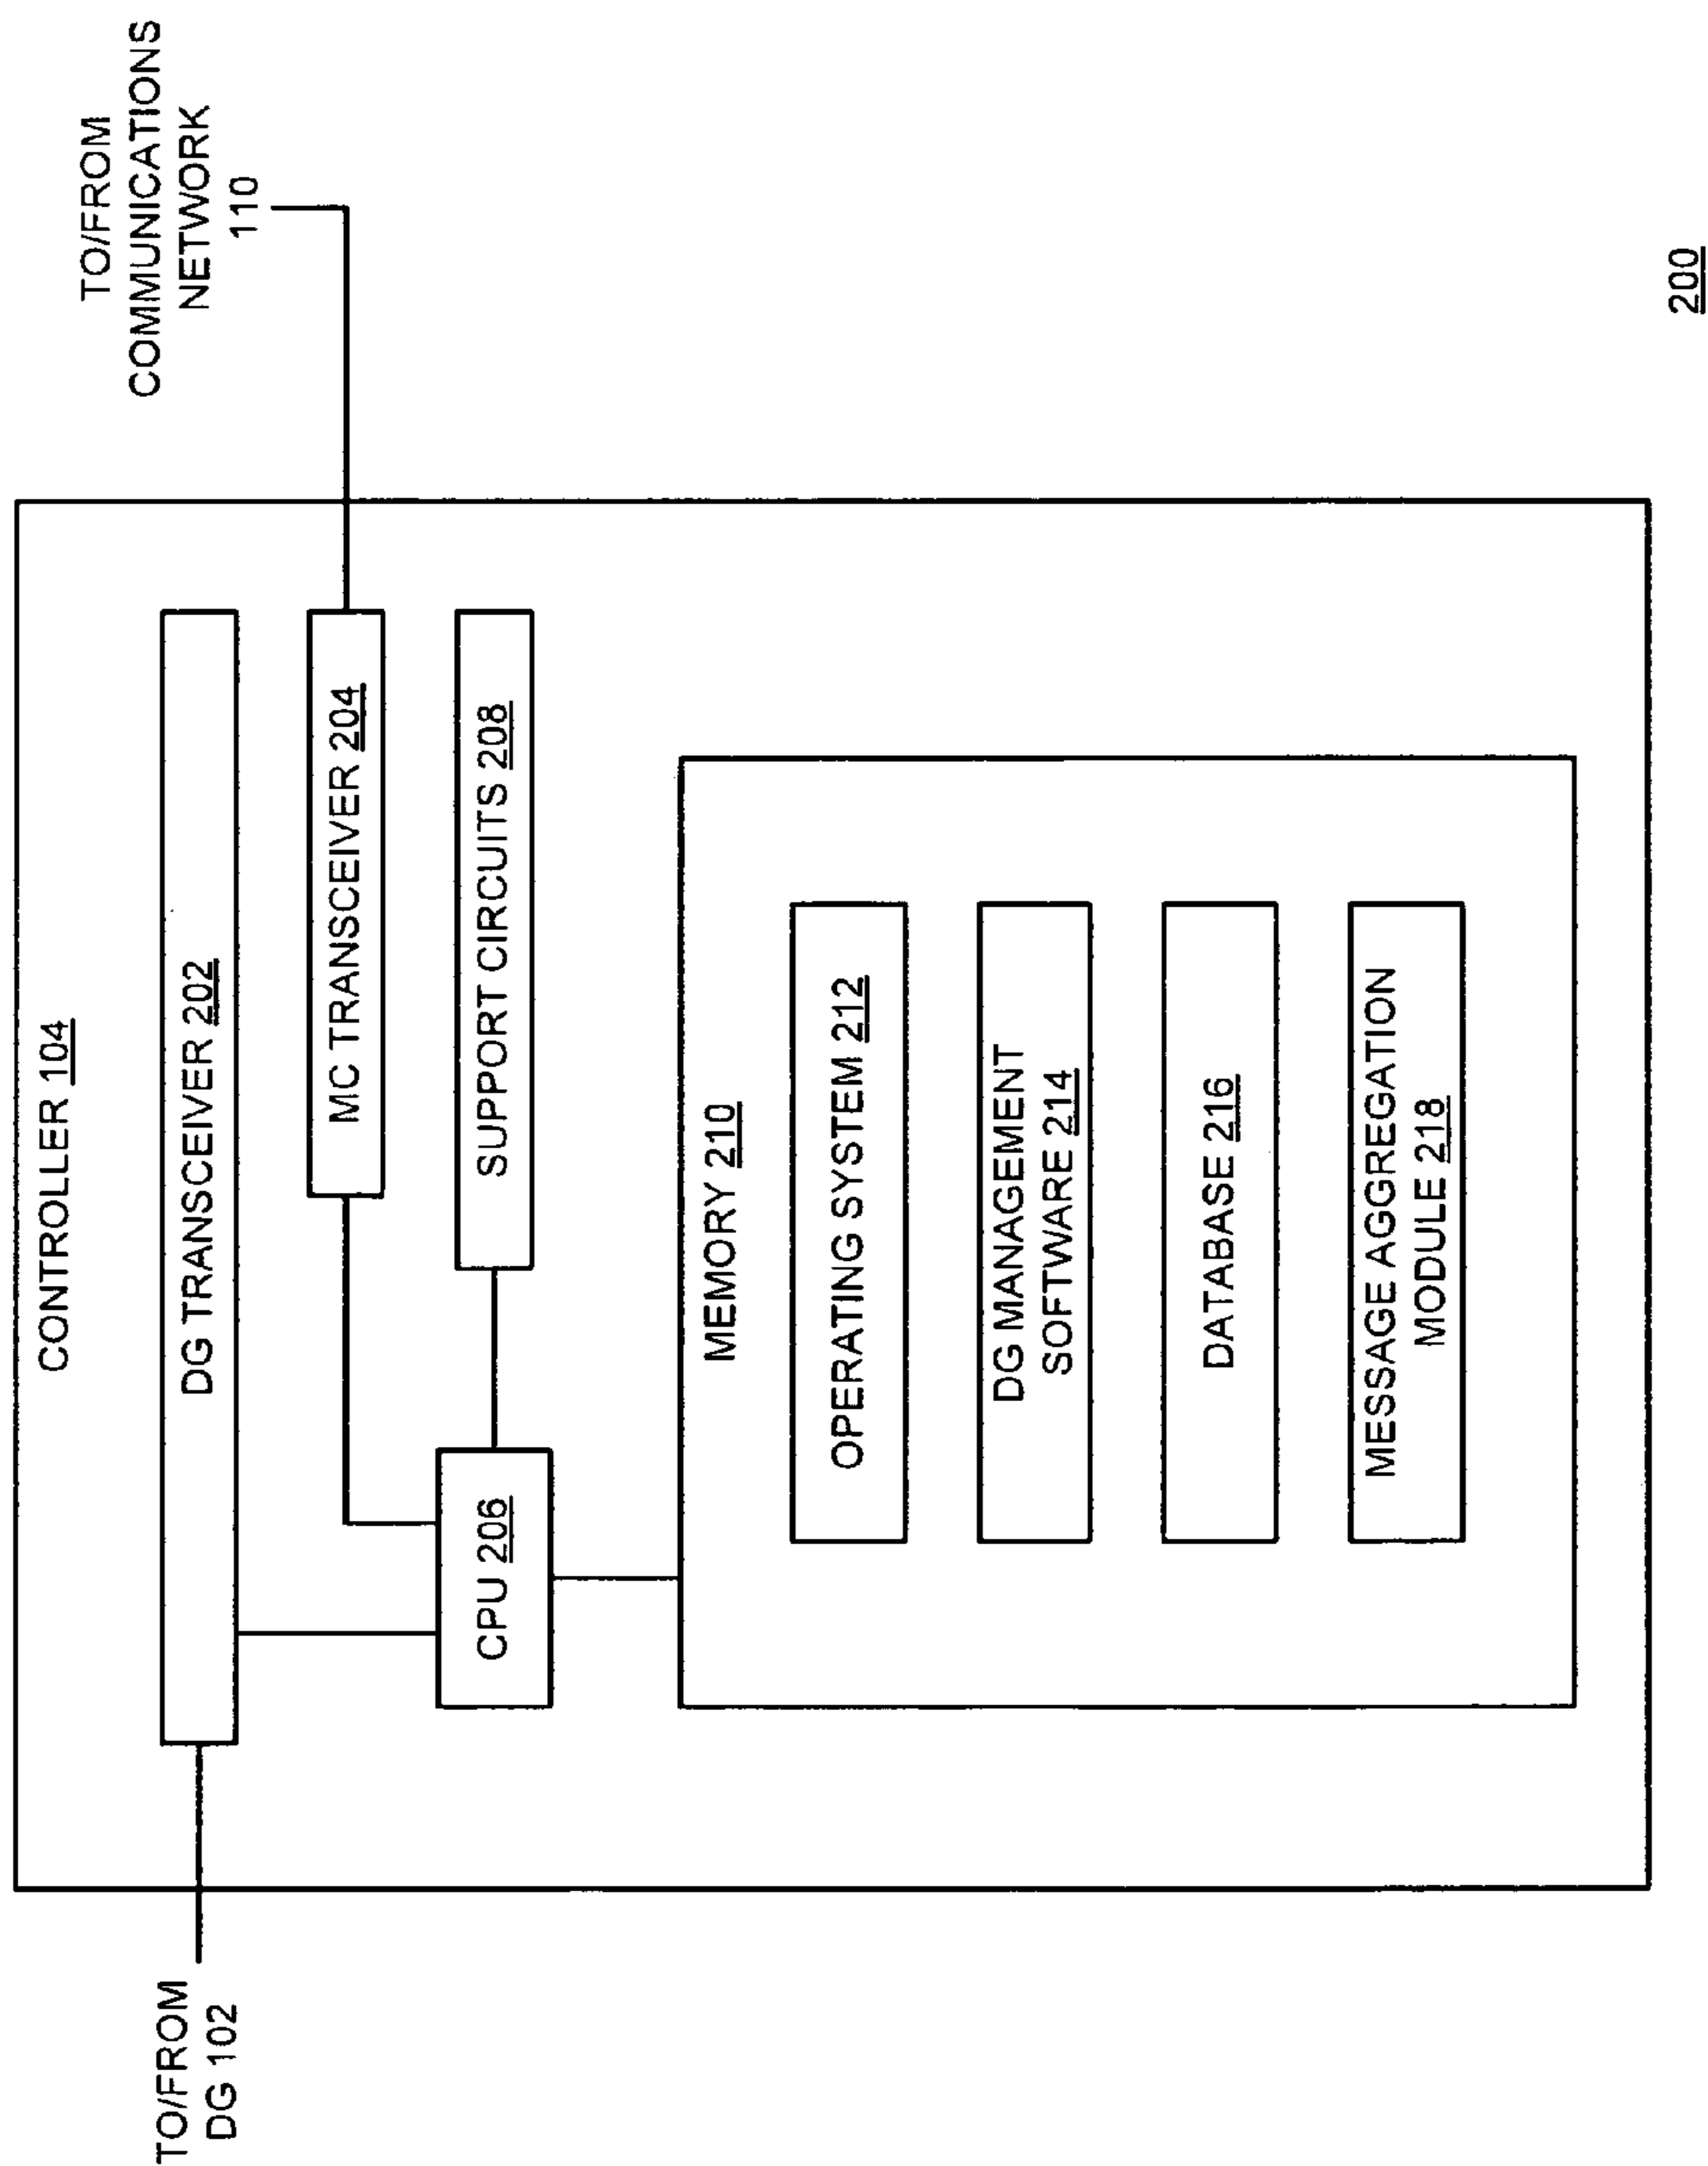 CONTROLLER 104
DG TRANSCEIVER 202
TO/FROM
DG 102
TO/FROM
COMMUNICATIONS
NETWORK
110
MC TRANSCEIVER 204
CPU 206
SUPPORT CIRCUITS 208
MEMORY 210
OPERATING SYSTEM 212
DG MANAGEMENT
SOFTWARE 214
DATABASE 216
MESSAGE AGGREGATION
MODULE 218
200